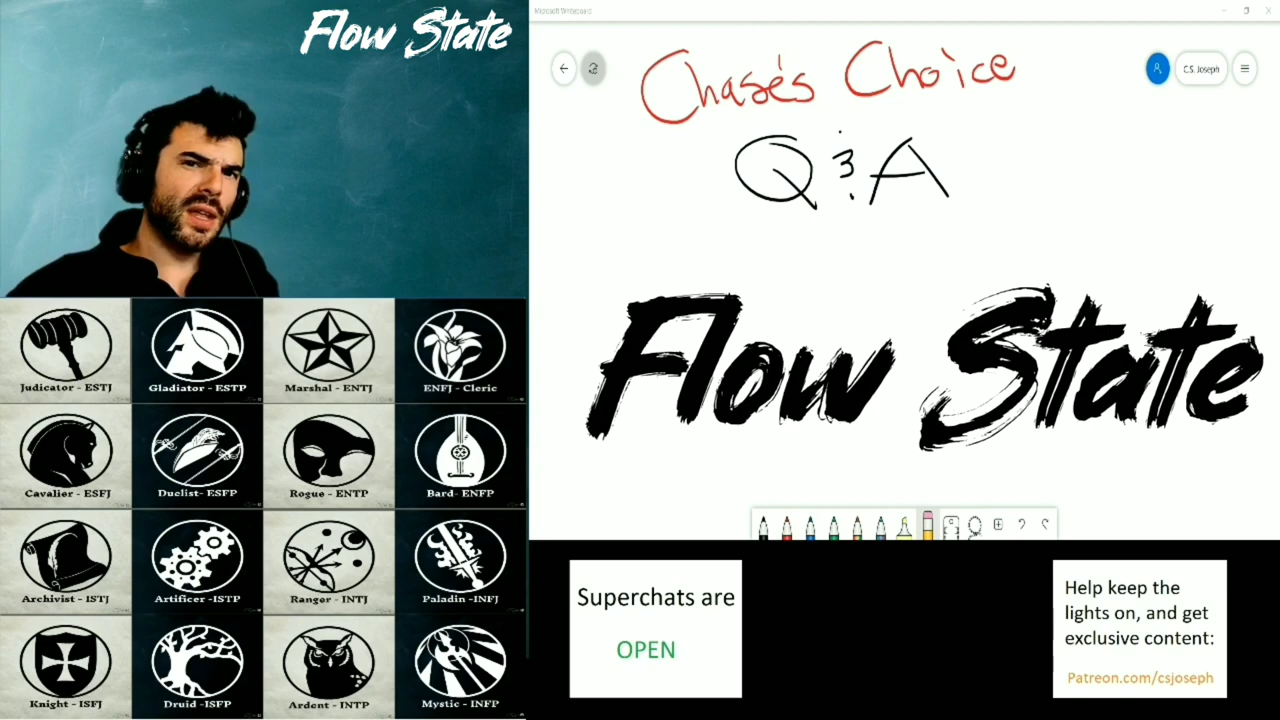 Flow State
Microsoft Whiteboard
C.S. Joseph
Chase's Choice
Q & A
Flow State
Judicator - ESTJ
Gladiator - ESTP
Marshal - ENTJ
ENFJ - Cleric
Cavalier - ESFJ
Duelist- ESFP
Rogue - ENTP
Bard- ENFP
Archivist - ISTJ
Artificer -ISTP
Ranger - INTJ
Paladin -INFJ
Knight - ISFJ
Druid -ISFP
Ardent - INTP
Mystic - INFP
Superchats are
OPEN
Help keep the
lights on, and get
exclusive content:
Patreon.com/csjoseph